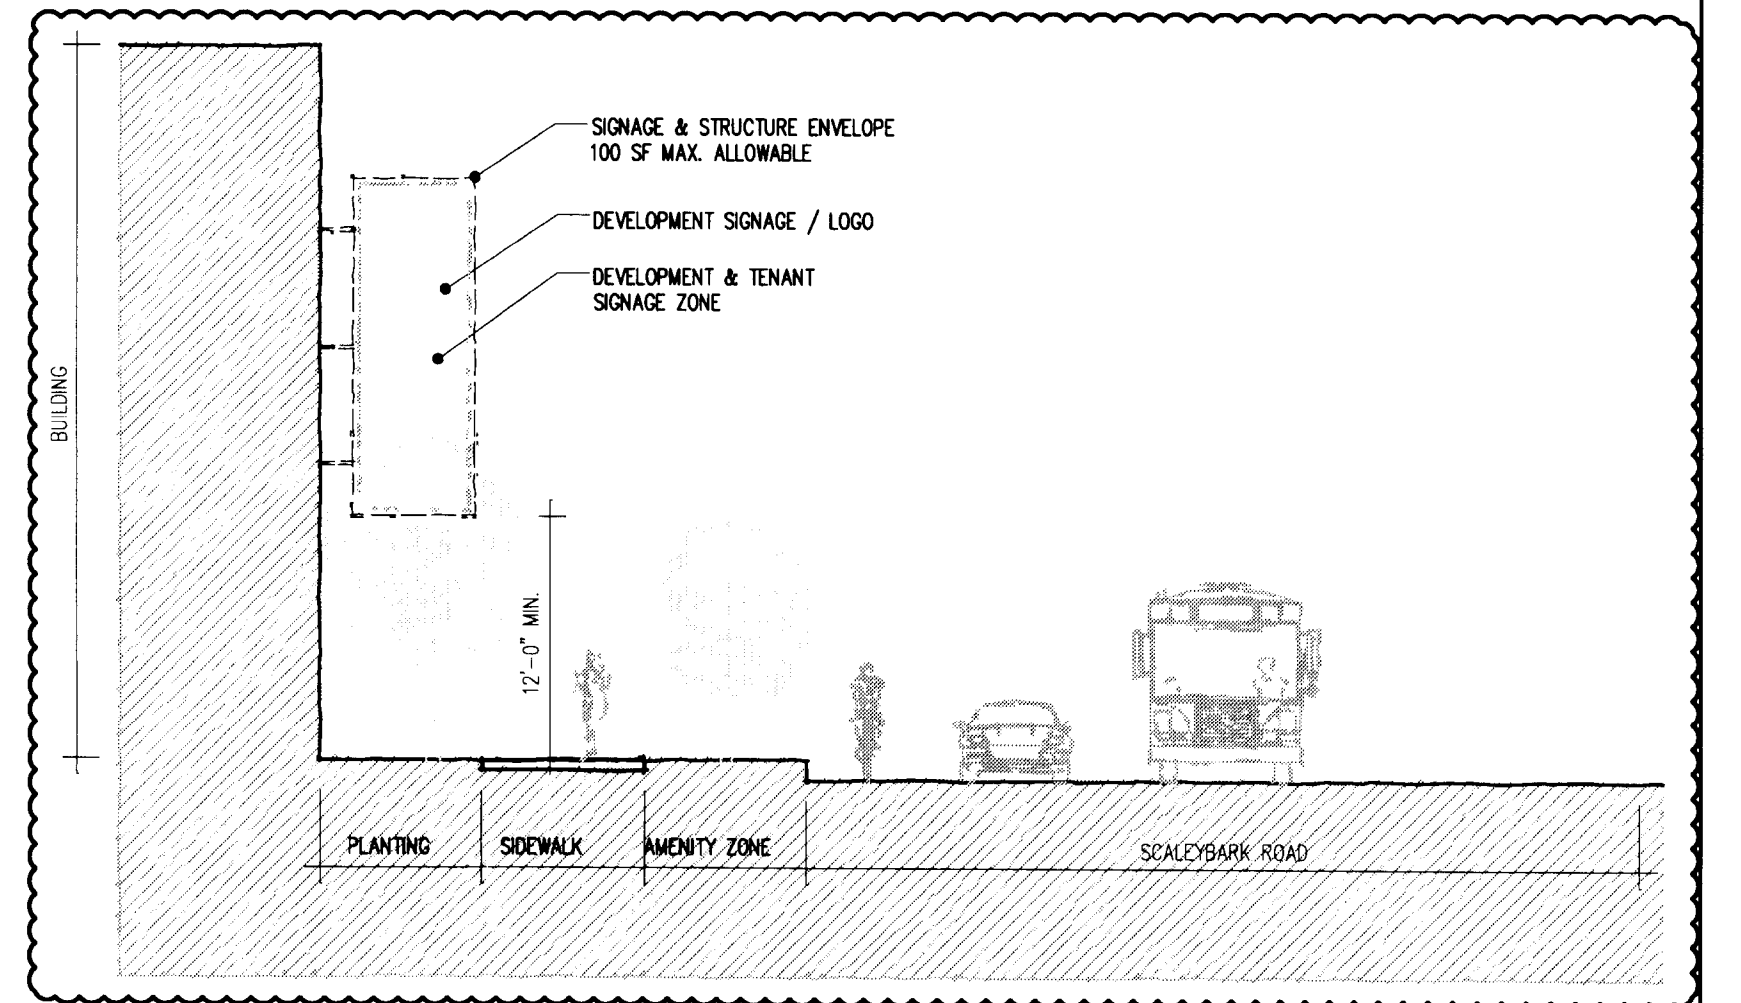 SIGNAGE & STRUCTURE ENVELOPE
100 SF MAX. ALLOWABLE
DEVELOPMENT SIGNAGE / LOGO
DEVELOPMENT & TENANT
SIGNAGE ZONE
BUILDING
12'-0" MIN.
PLANTING
SIDEWALK
AMENITY ZONE
SCALEYBARK ROAD